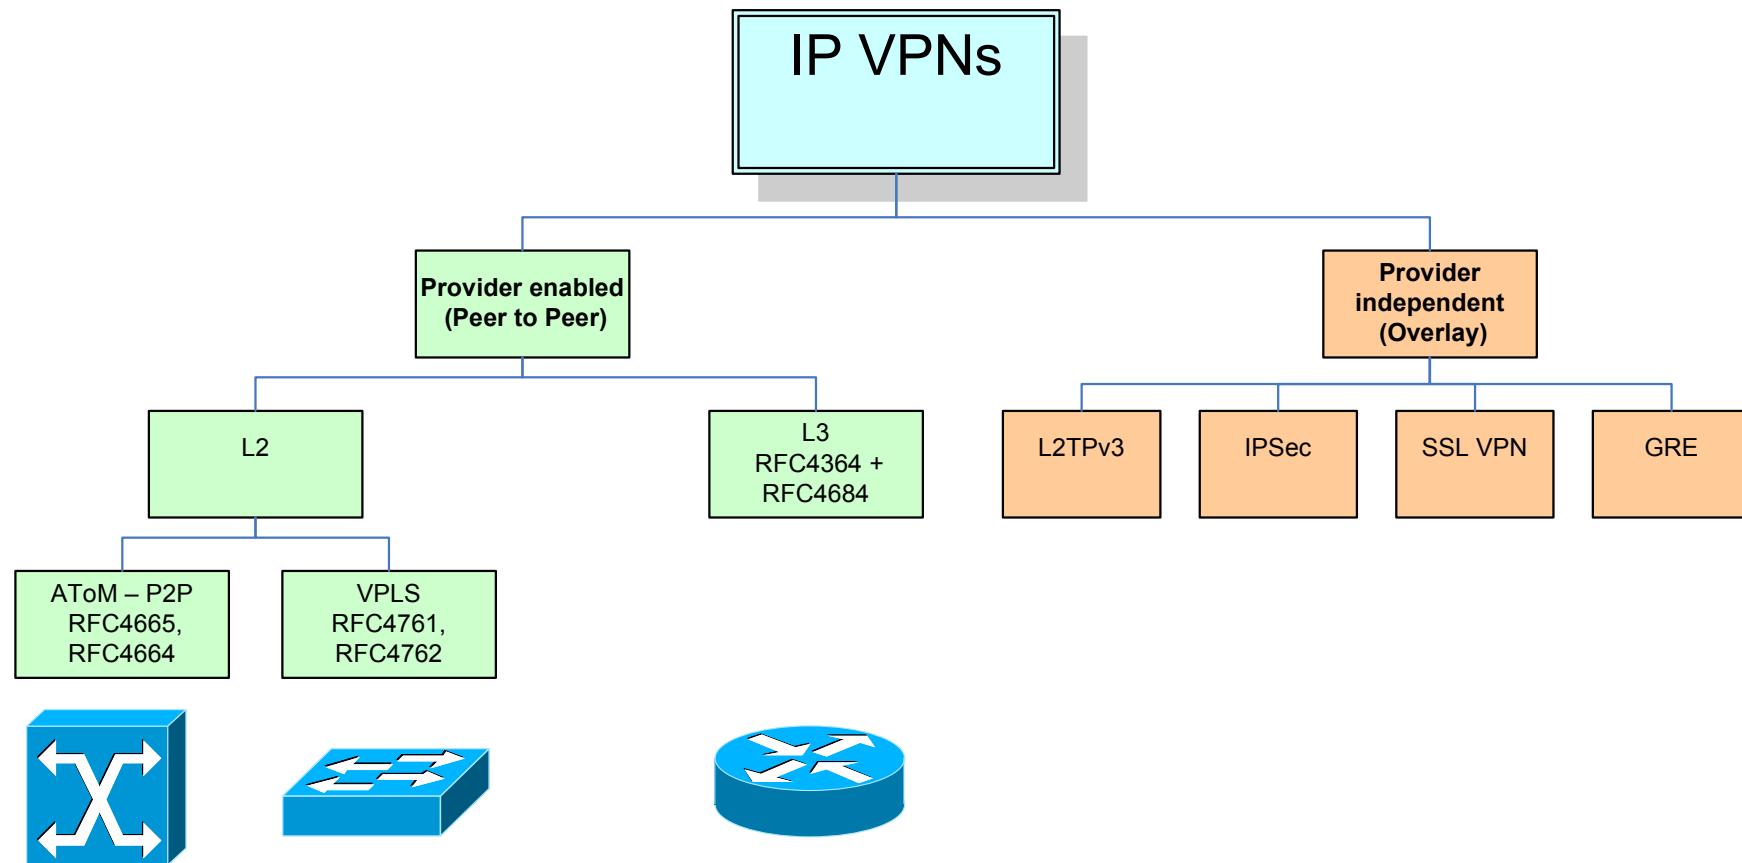 IP VPNs
Provider enabled
(Peer to Peer)
Provider
independent
(Overlay)
L2
L3
RFC4364 +
RFC4684
L2TPv3
IPSec
SSL VPN
GRE
AToM – P2P
RFC4665,
RFC4664
VPLS
RFC4761,
RFC4762